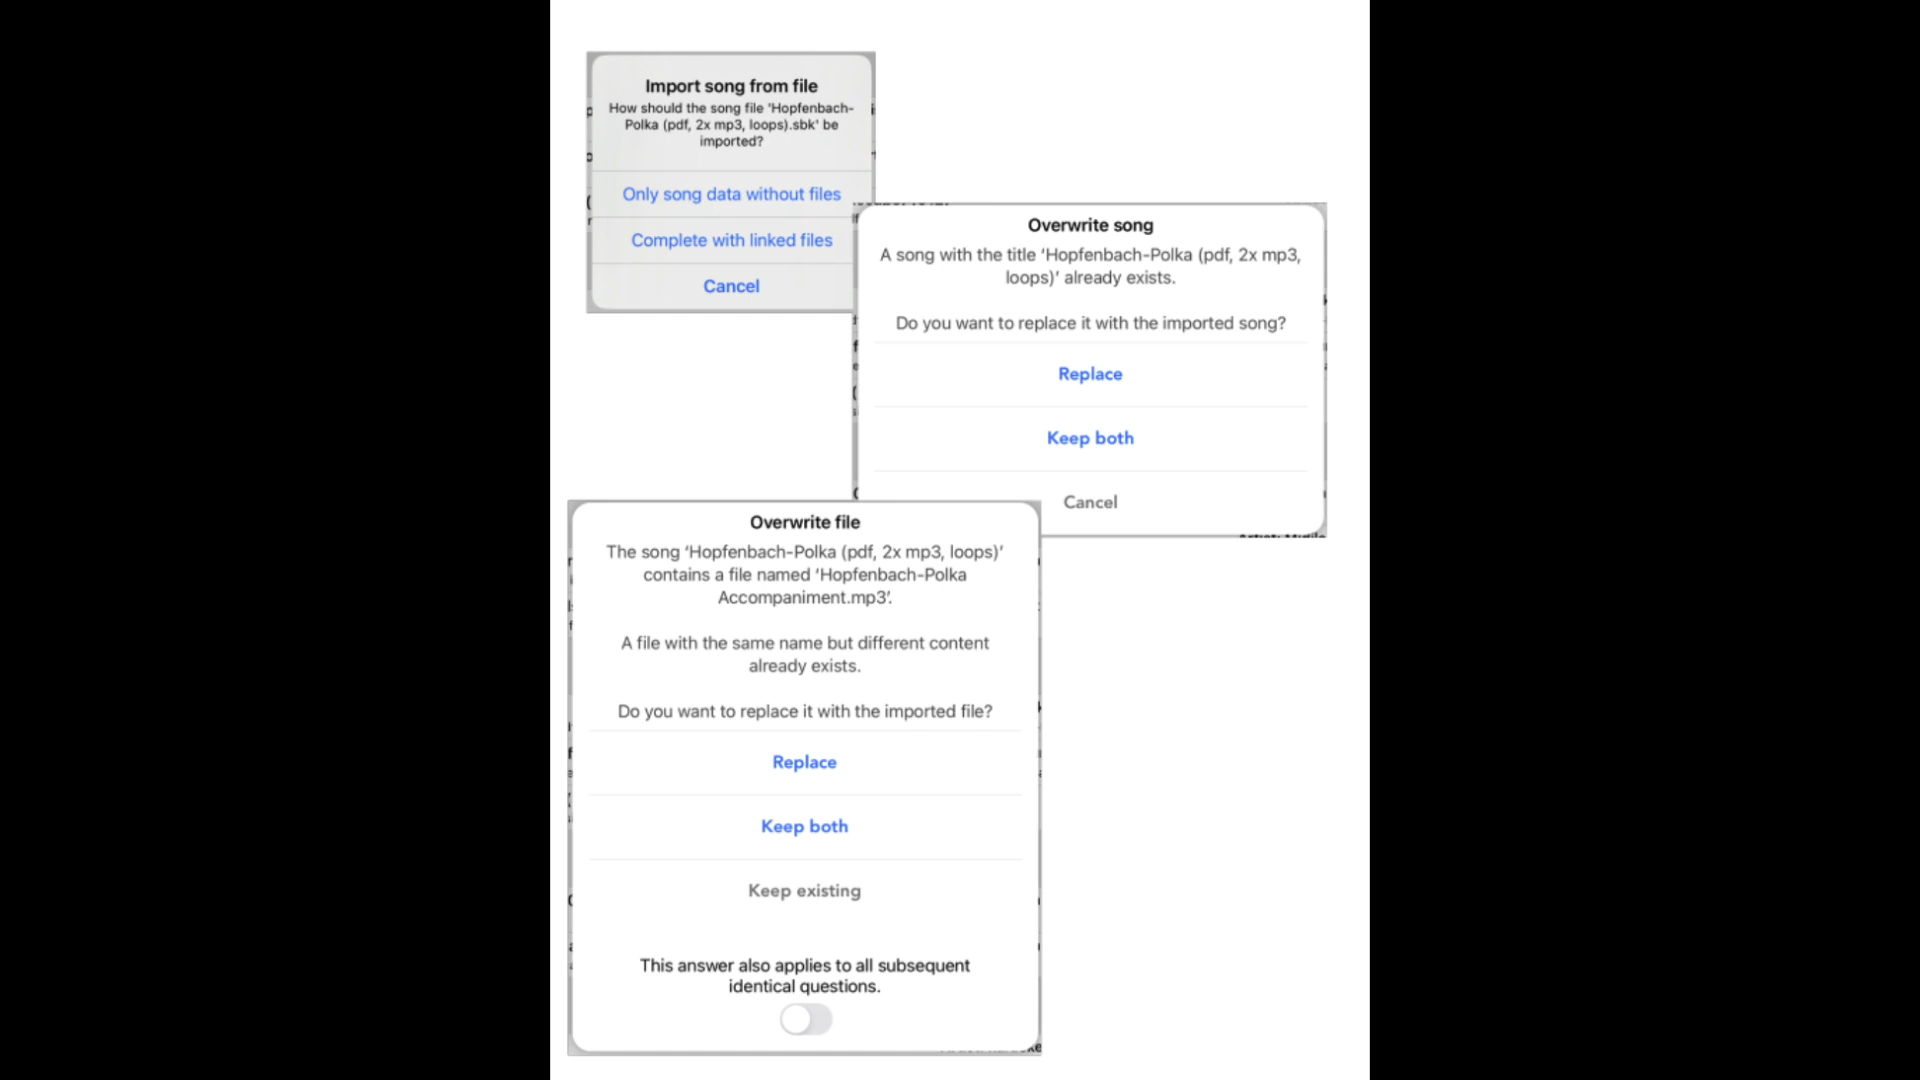 Import song from file
How should the song file 'Hopfenbach-
Polka (pdf, 2x mp3, loops).sbk' be
imported?
Only song data without files
Complete with linked files
Cancel
Overwrite song
A song with the title ‘Hopfenbach-Polka (pdf, 2x mp3,
loops)’ already exists.
Do you want to replace it with the imported song?
Replace
Keep both
Cancel
Overwrite file
The song ‘Hopfenbach-Polka (pdf, 2x mp3, loops)’
contains a file named ‘Hopfenbach-Polka
Accompaniment.mp3’.
A file with the same name but different content
already exists.
Do you want to replace it with the imported file?
Replace
Keep both
Keep existing
This answer also applies to all subsequent
identical questions.